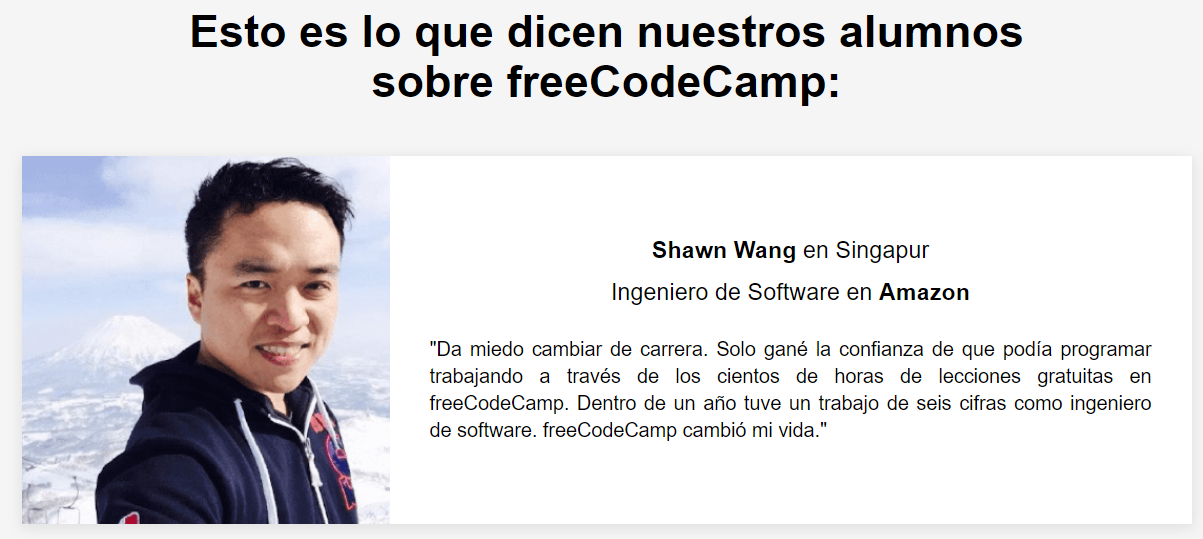 Esto es lo que dicen nuestros alumnos
sobre freeCodeCamp:
Shawn Wang en Singapur
Ingeniero de Software en Amazon
"Da miedo cambiar de carrera. Solo gané la confianza de que podía programar
trabajando a través de los cientos de horas de lecciones gratuitas en
freeCodeCamp. Dentro de un año tuve un trabajo de seis cifras como ingeniero
de software. freeCodeCamp cambió mi vida."